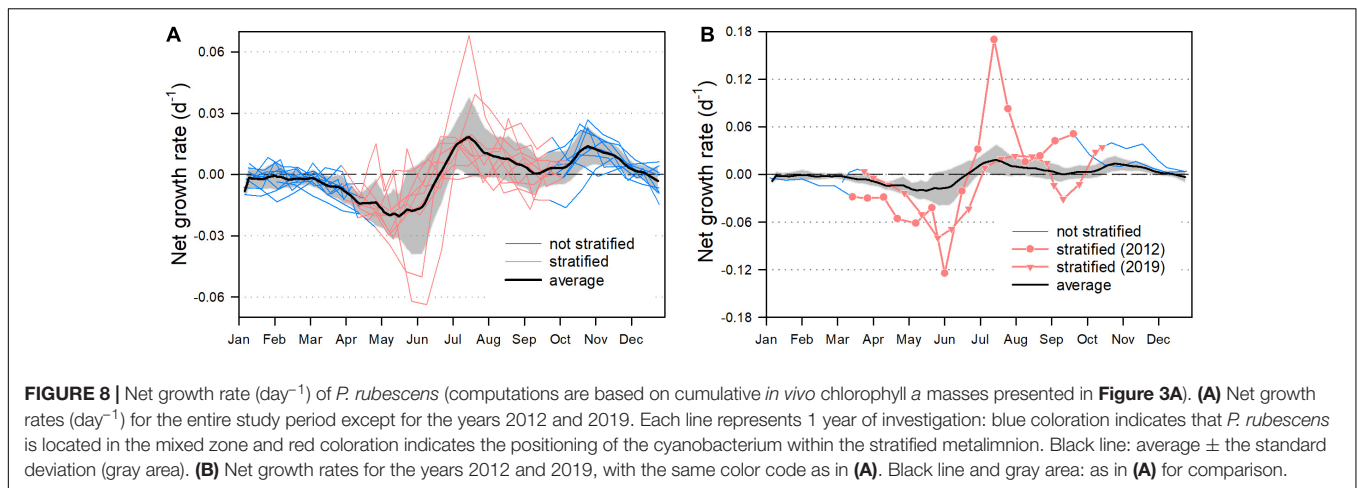 A
Net growth rate (d⁻¹)
0.06
0.03
0.00
-0.03
-0.06
not stratified
stratified
average
Jan Feb Mar Apr May Jun Jul Aug Sep Oct Nov Dec
B
Net growth rate (d⁻¹)
0.18
0.12
0.06
0.00
-0.06
-0.12
-0.18
not stratified
stratified (2012)
stratified (2019)
average
Jan Feb Mar Apr May Jun Jul Aug Sep Oct Nov Dec
FIGURE 8 | Net growth rate (day⁻¹) of P. rubescens (computations are based on cumulative in vivo chlorophyll a masses presented in Figure 3A). (A) Net growth
rates (day⁻¹) for the entire study period except for the years 2012 and 2019. Each line represents 1 year of investigation: blue coloration indicates that P. rubescens
is located in the mixed zone and red coloration indicates the positioning of the cyanobacterium within the stratified metalimnion. Black line: average ± the standard
deviation (gray area). (B) Net growth rates for the years 2012 and 2019, with the same color code as in (A). Black line and gray area: as in (A) for comparison.